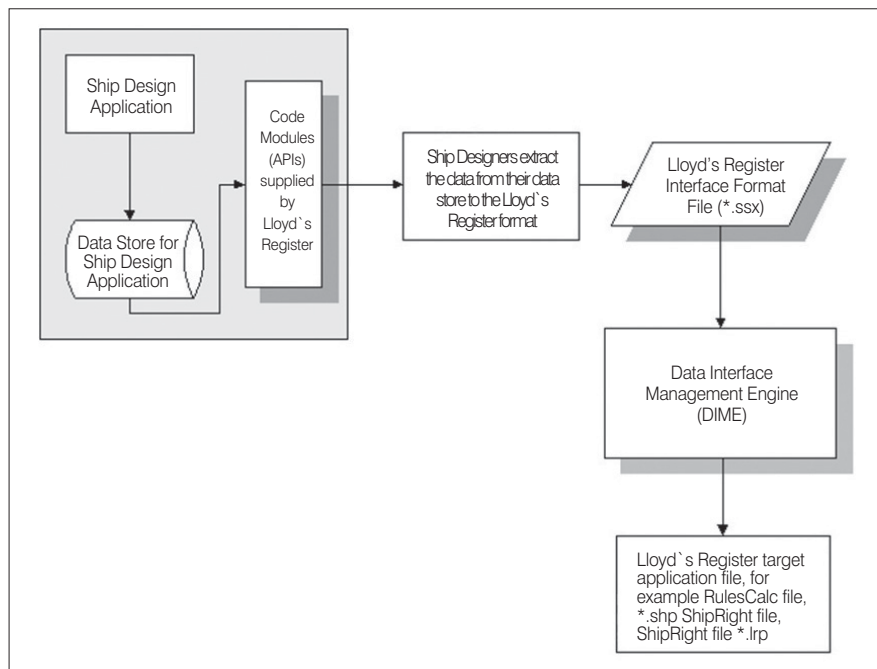 Ship Design
Application
Data Store for
Ship Design
Application
Code
Modules
(APIs)
supplied
by
Lloyd`s
Register
Ship Designers extract
the data from their data
store to the Lloyd`s
Register format
Lloyd's Register
Interface Format
File (*.ssx)
Data Interface
Management Engine
(DIME)
Lloyd`s Register target
application file, for
example RulesCalc file,
*.shp ShipRight file,
ShipRight file *.lrp